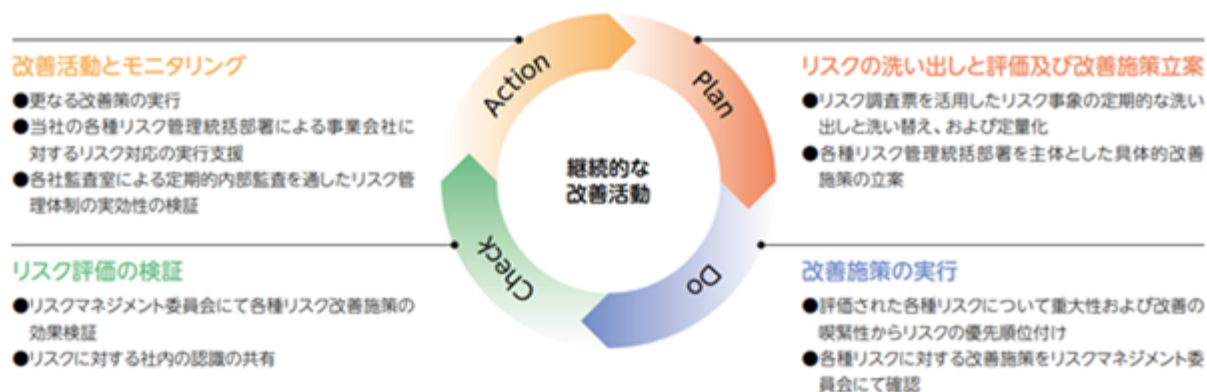 改善活動とモニタリング
●更なる改善策の実行
●当社の各種リスク管理統括部署による事業会社に
対するリスク対応の実行支援
●各社監査室による定期的内部監査を通したリスク管
理体制の実効性の検証
Action
Plan
リスクの洗い出しと評価及び改善施策立案
●リスク調査票を活用したリスク事象の定期的な洗い
出しと洗い替え、および定量化
●各種リスク管理統括部署を主体とした具体的改善
施策の立案
継続的な
改善活動
リスク評価の検証
●リスクマネジメント委員会にて各種リスク改善施策の
効果検証
●リスクに対する社内の認識の共有
Check
Do
改善施策の実行
●評価された各種リスクについて重大性および改善の
喫緊性からリスクの優先順位付け
●各種リスクに対する改善施策をリスクマネジメント委
員会にて確認